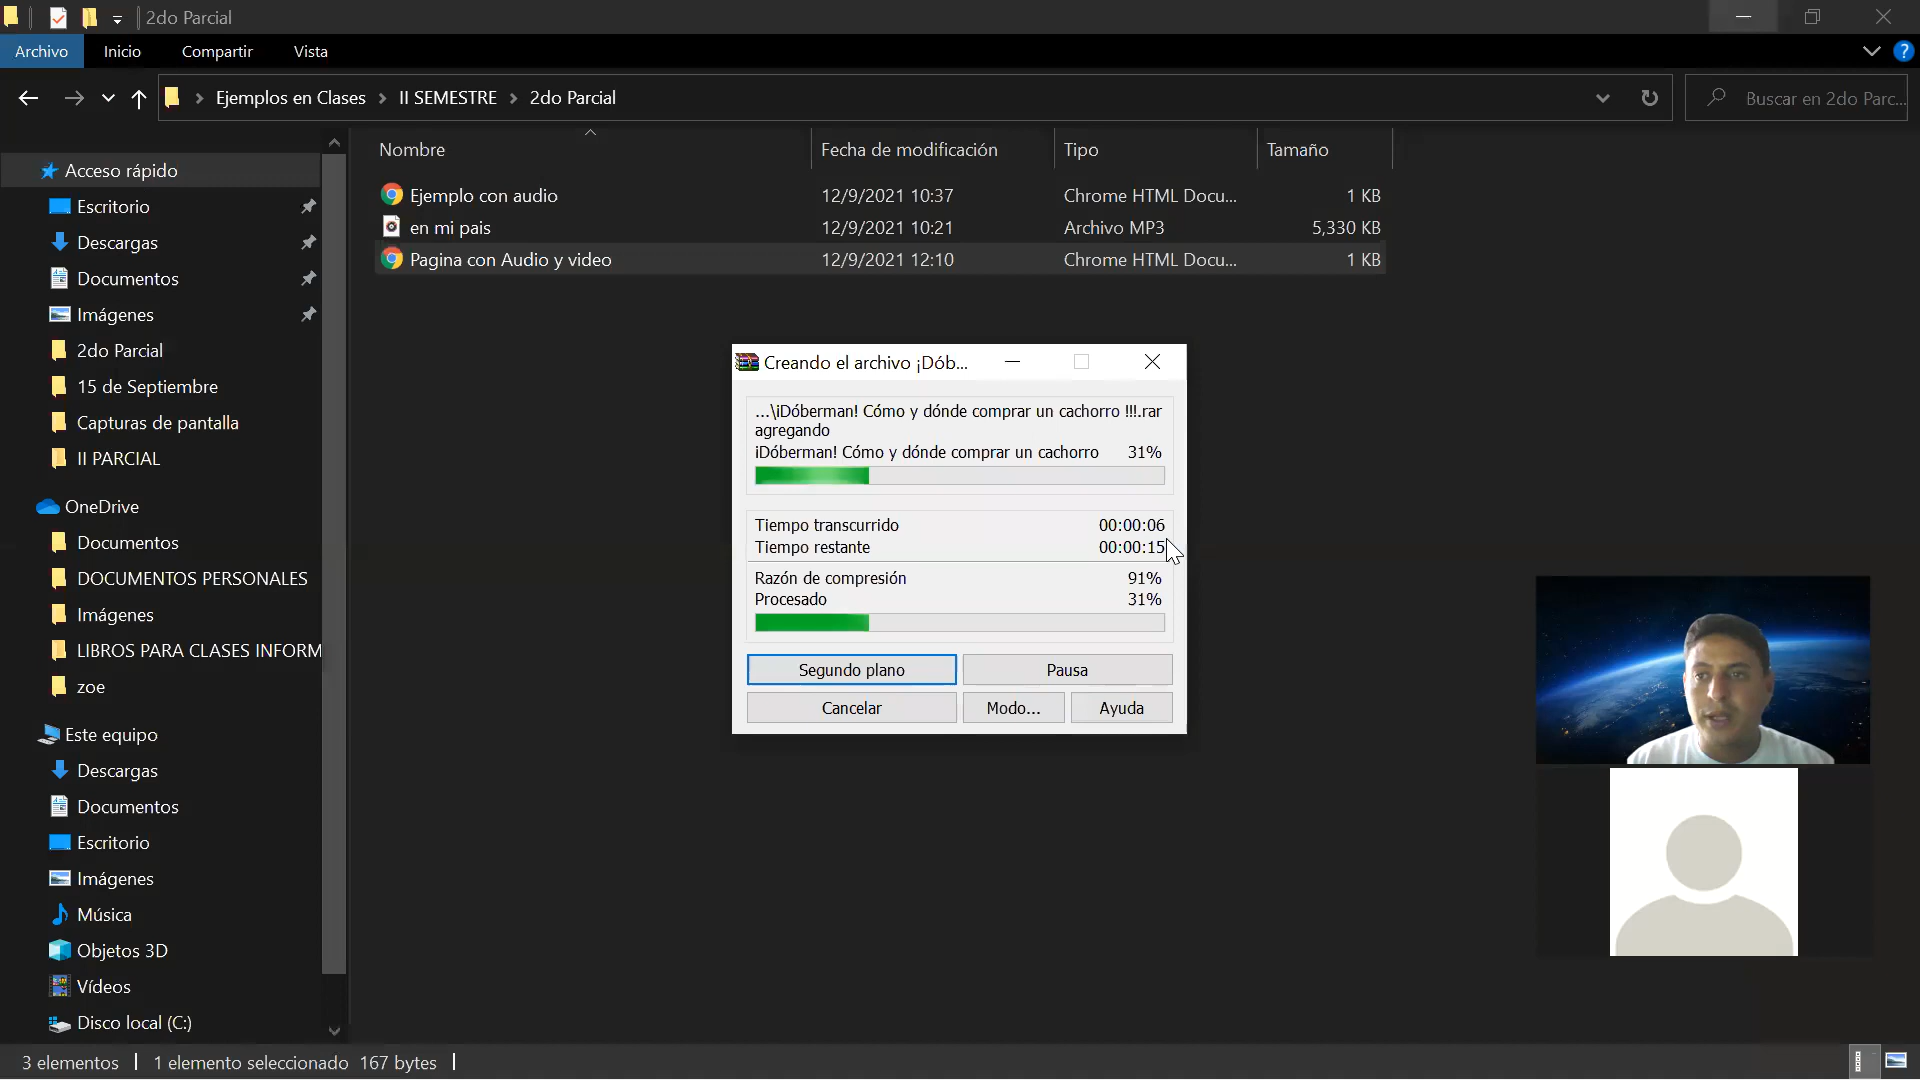 2do Parcial
Archivo
Inicio
Compartir
Vista
?
Ejemplos en Clases
II SEMESTRE
2do Parcial
Buscar en 2do Parc...
Nombre
Fecha de modificación
Tipo
Tamaño
Ejemplo con audio
12/9/2021 10:37
Chrome HTML Docu...
1 KB
en mi pais
12/9/2021 10:21
Archivo MP3
5,330 KB
Pagina con Audio y video
12/9/2021 12:10
Chrome HTML Docu...
1 KB
Acceso rápido
Escritorio
Descargas
Documentos
Imágenes
2do Parcial
15 de Septiembre
Capturas de pantalla
II PARCIAL
OneDrive
Documentos
DOCUMENTOS PERSONALES
Imágenes
LIBROS PARA CLASES INFORM
zoe
Este equipo
Descargas
Documentos
Escritorio
Imágenes
Música
Objetos 3D
Vídeos
Disco local (C:)
Creando el archivo ¡Dób...
...\¡Dóberman! Cómo y dónde comprar un cachorro !!!.rar
agregando
¡Dóberman! Cómo y dónde comprar un cachorro 31%
Tiempo transcurrido 00:00:06
Tiempo restante 00:00:15
Razón de compresión 91%
Procesado 31%
Segundo plano
Pausa
Cancelar
Modo...
Ayuda
3 elementos
1 elemento seleccionado 167 bytes